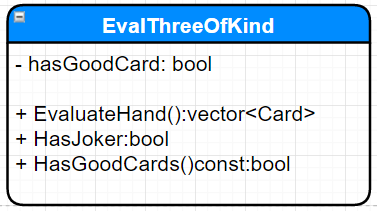 EvalThreeOfKind
- hasGoodCard: bool
+ EvaluateHand():vector<Card>
+ HasJoker:bool
+ HasGoodCards()const:bool